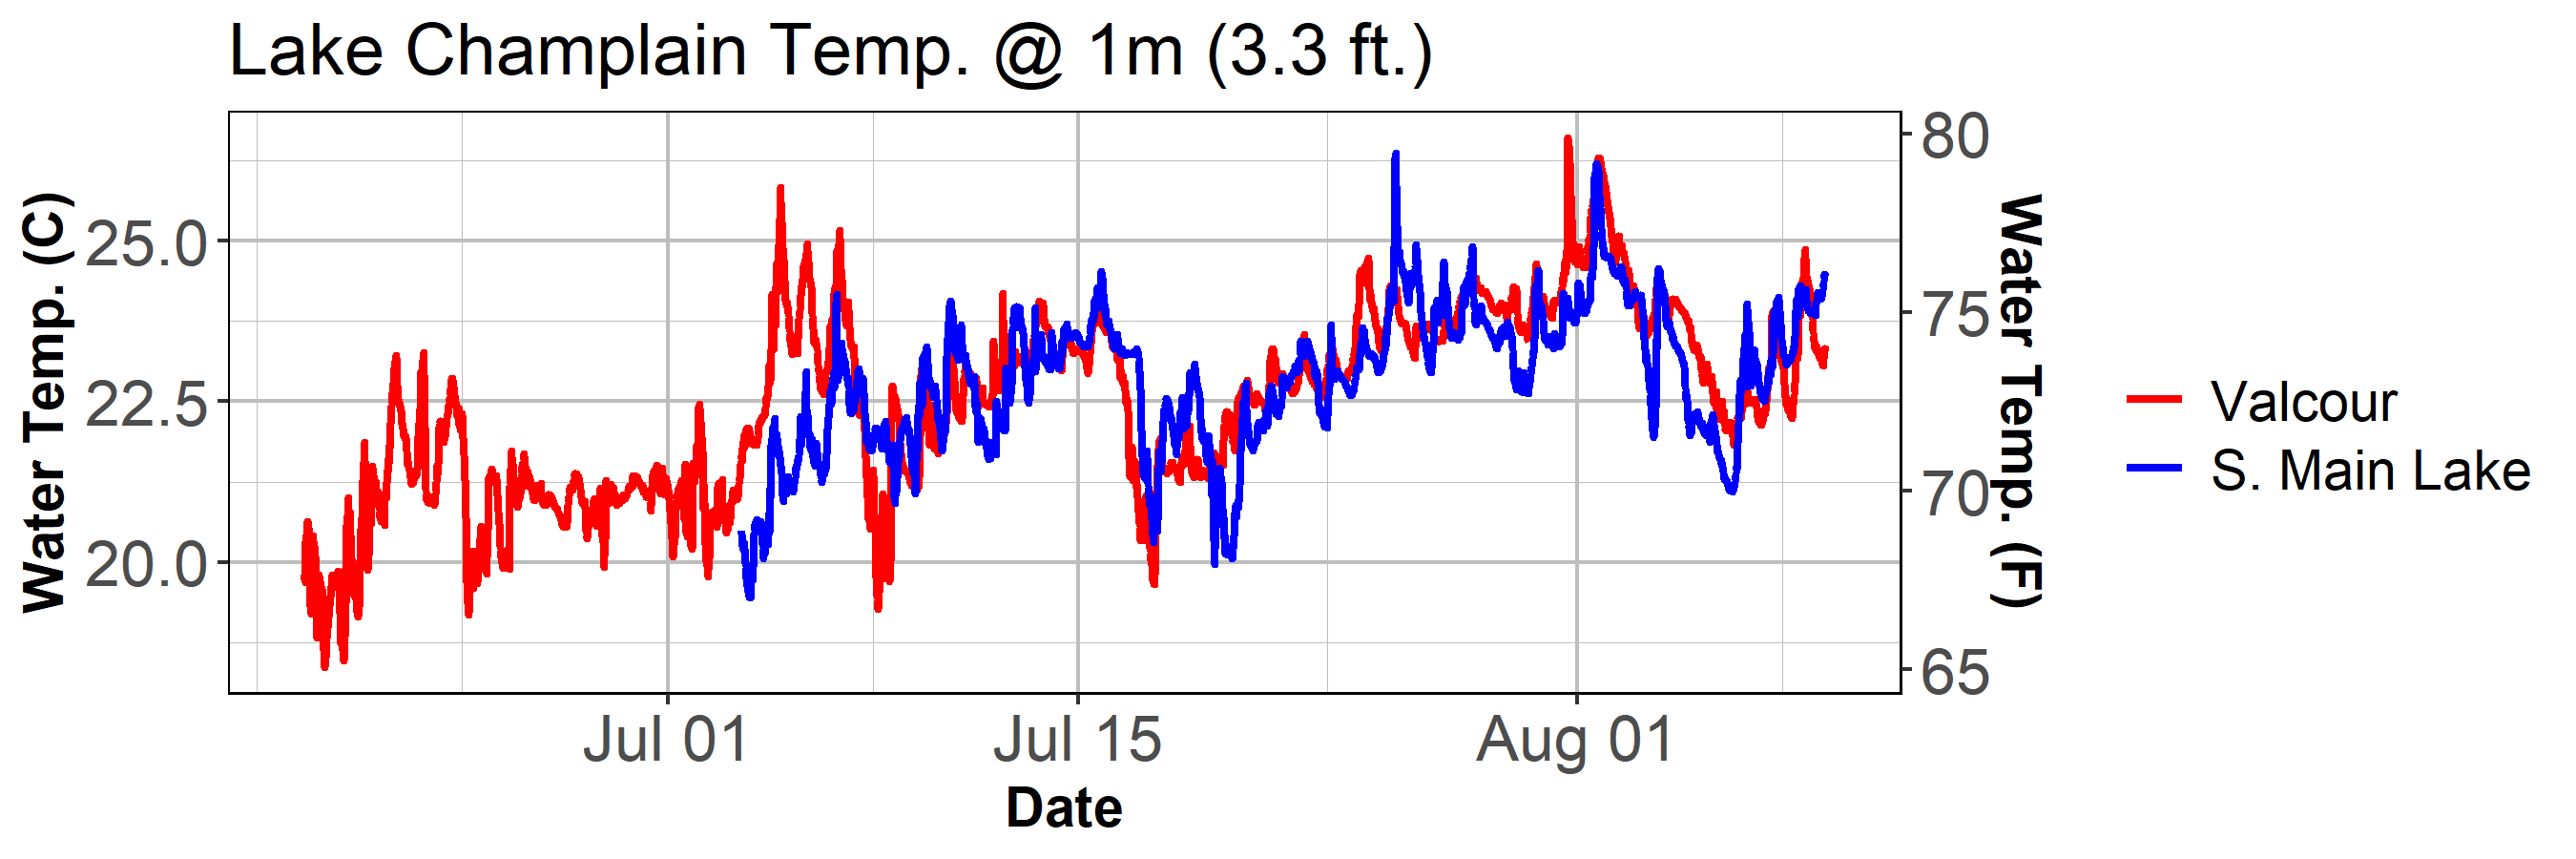 Lake Champlain Temp. @ 1m (3.3 ft.)
Water Temp. (C)
25.0
22.5
20.0
80
75
70
65
Water Temp. (F)
Jul 01
Jul 15
Aug 01
Date
Valcour
S. Main Lake